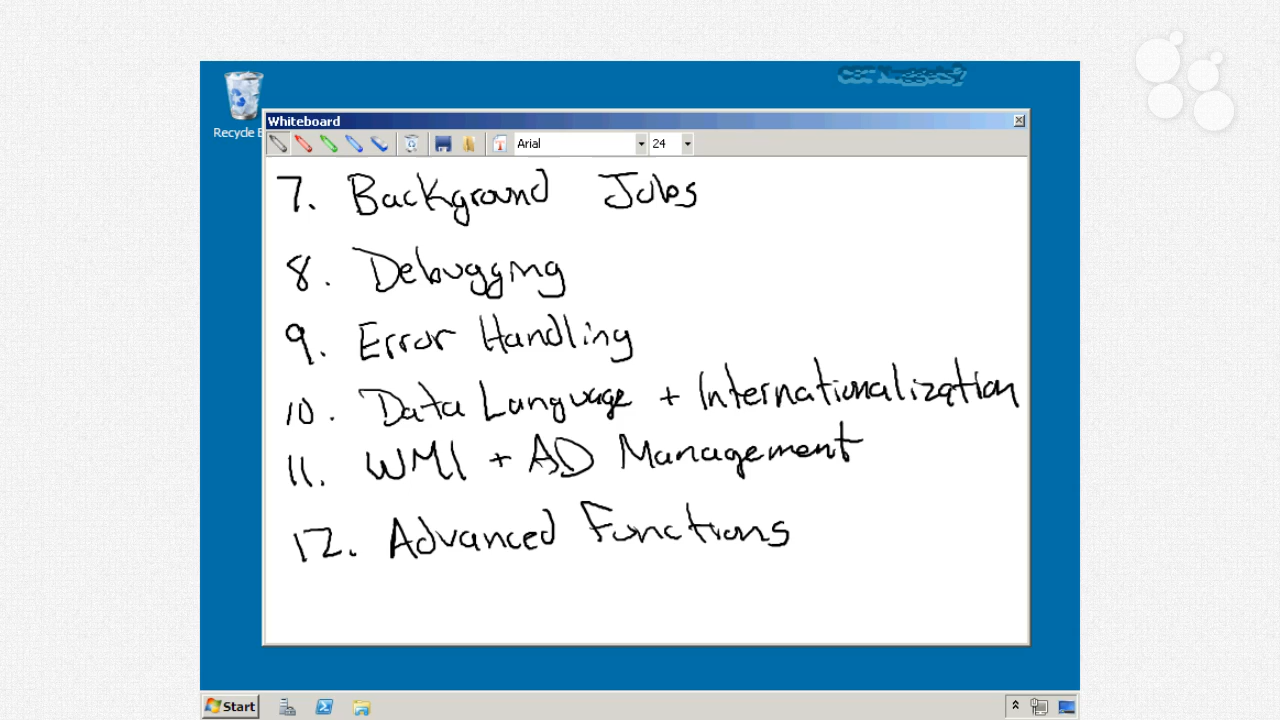 Recycle B
Whiteboard
Arial
24
7. Background Jobs
8. Debugging
9. Error Handling
10. Data Language + Internationalization
11. WMI + AD Management
12. Advanced Functions
Start